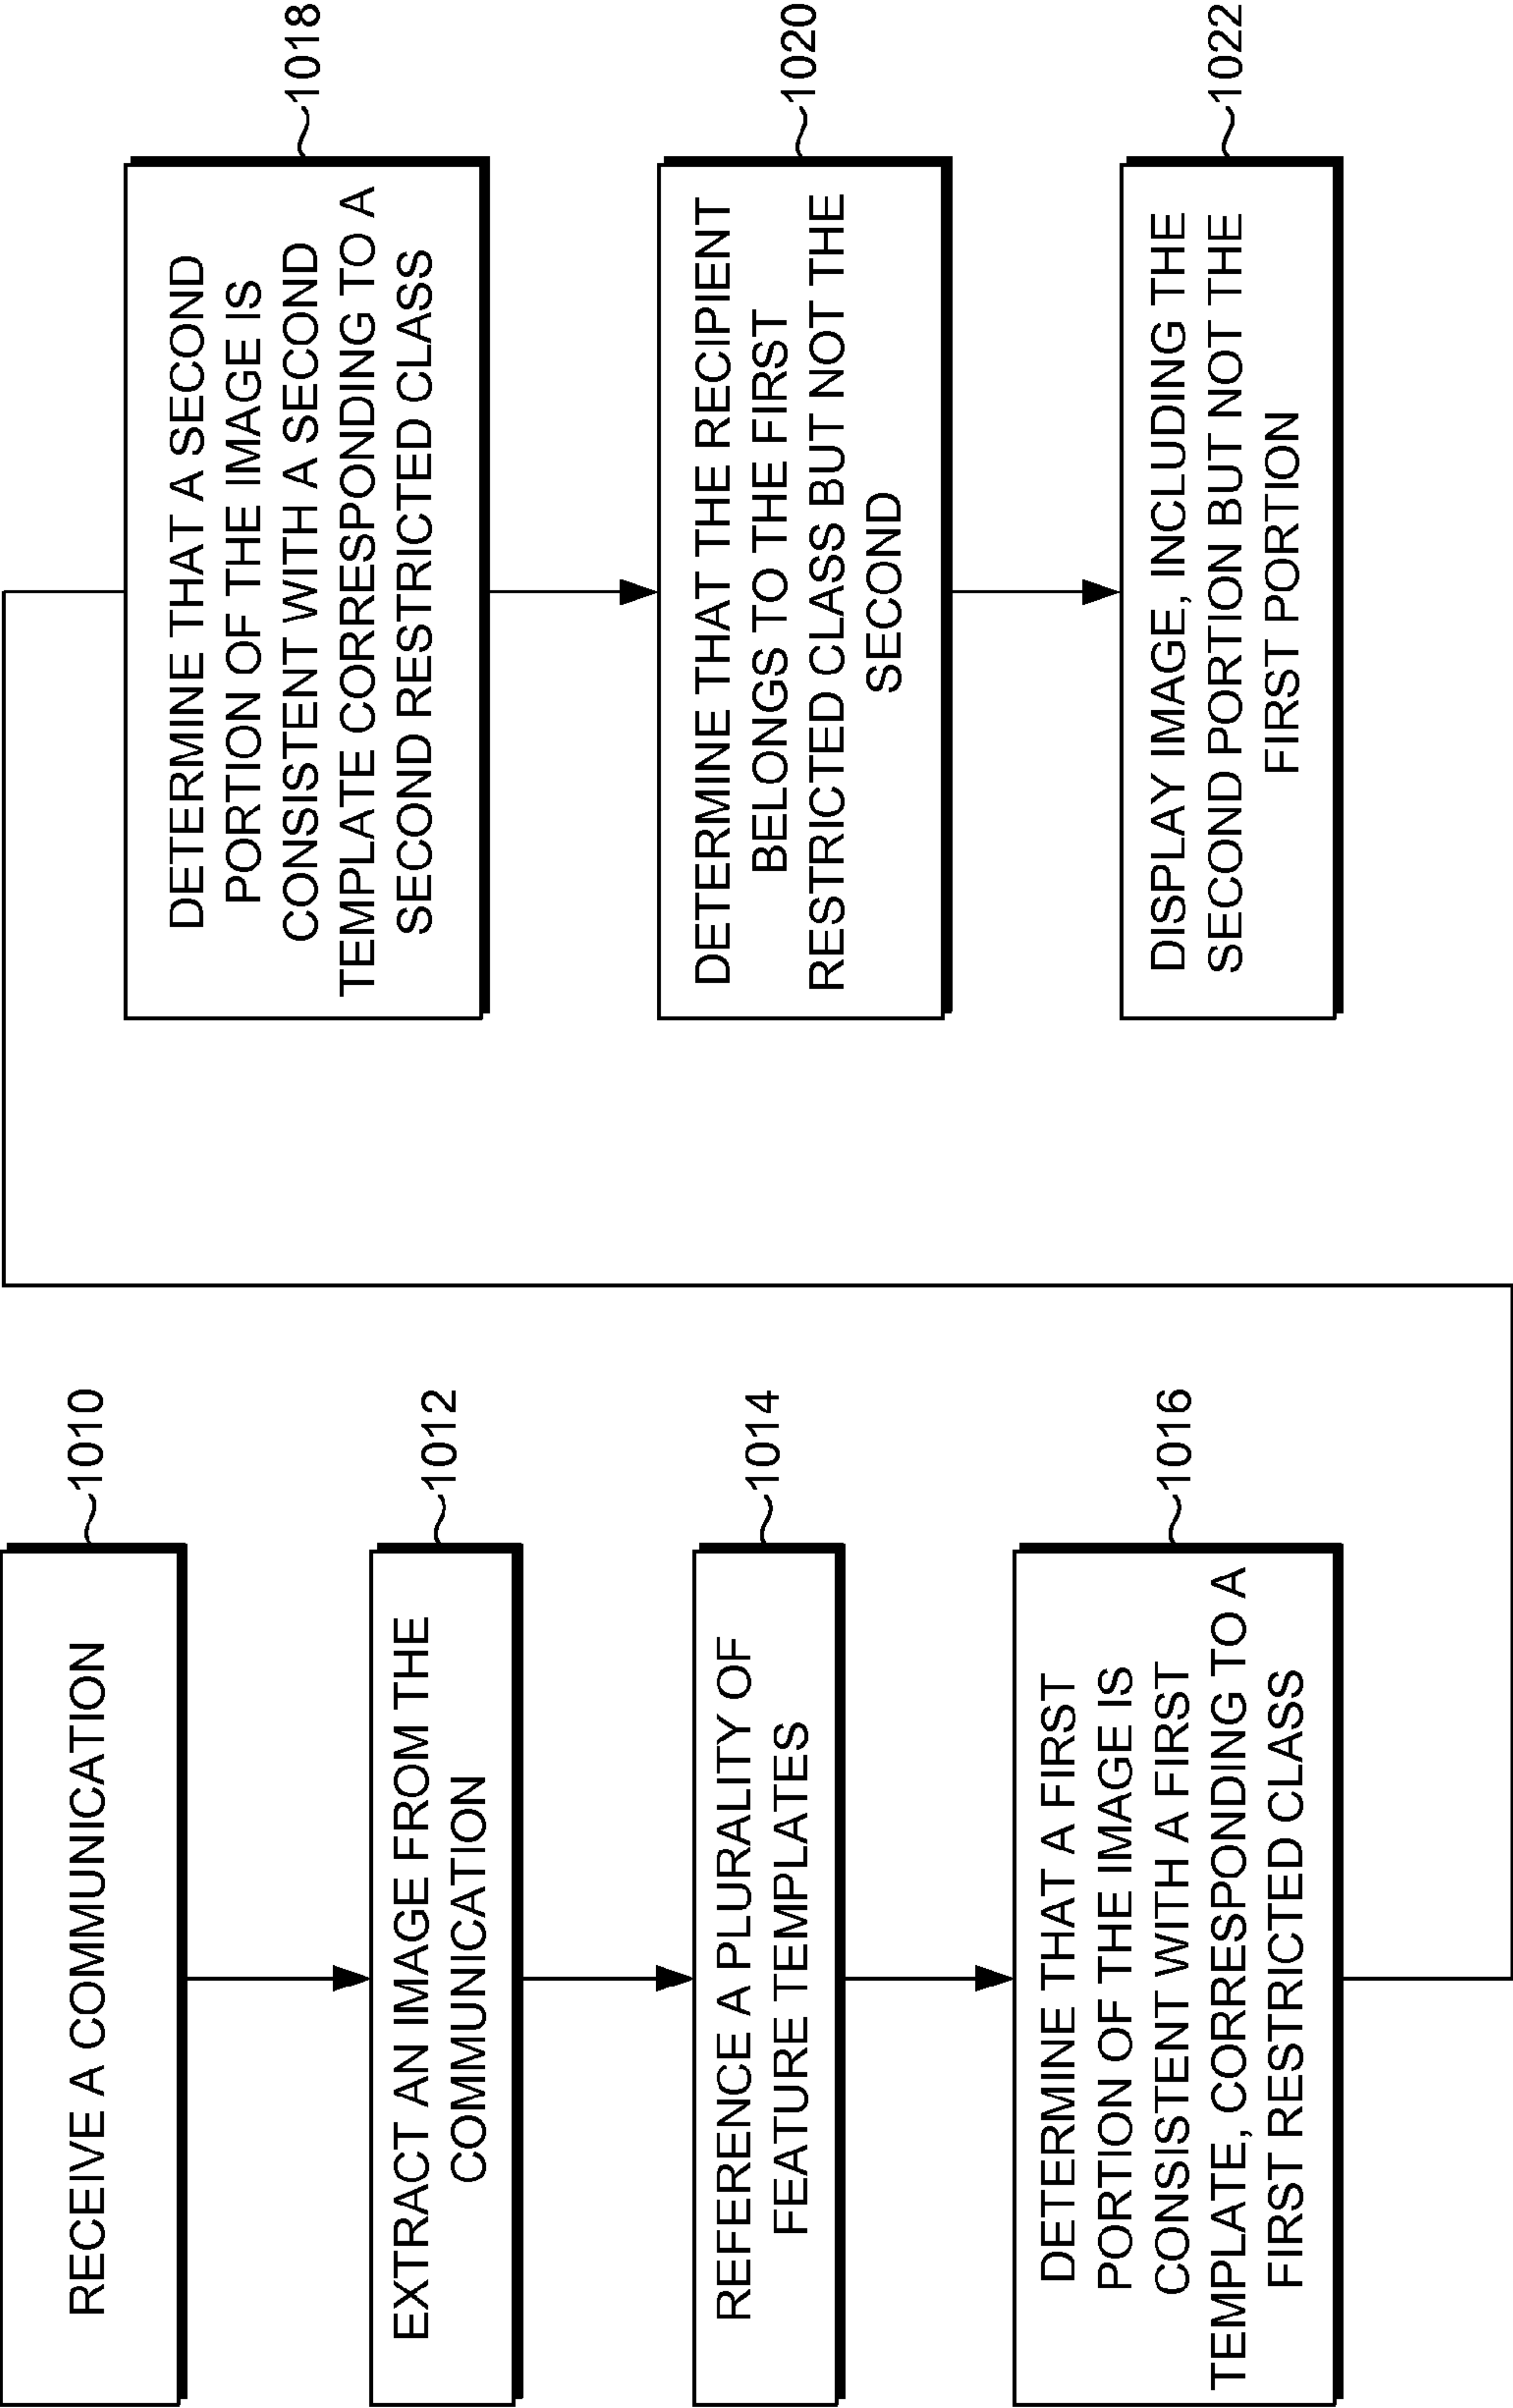 RECEIVE A COMMUNICATION
1010
EXTRACT AN IMAGE FROM THE
COMMUNICATION
1012
REFERENCE A PLURALITY OF
FEATURE TEMPLATES
1014
DETERMINE THAT A FIRST
PORTION OF THE IMAGE IS
CONSISTENT WITH A FIRST
TEMPLATE, CORRESPONDING TO A
FIRST RESTRICTED CLASS
1016
DETERMINE THAT A SECOND
PORTION OF THE IMAGE IS
CONSISTENT WITH A SECOND
TEMPLATE CORRESPONDING TO A
SECOND RESTRICTED CLASS
1018
DETERMINE THAT THE RECIPIENT
BELONGS TO THE FIRST
RESTRICTED CLASS BUT NOT THE
SECOND
1020
DISPLAY IMAGE, INCLUDING THE
SECOND PORTION BUT NOT THE
FIRST PORTION
1022